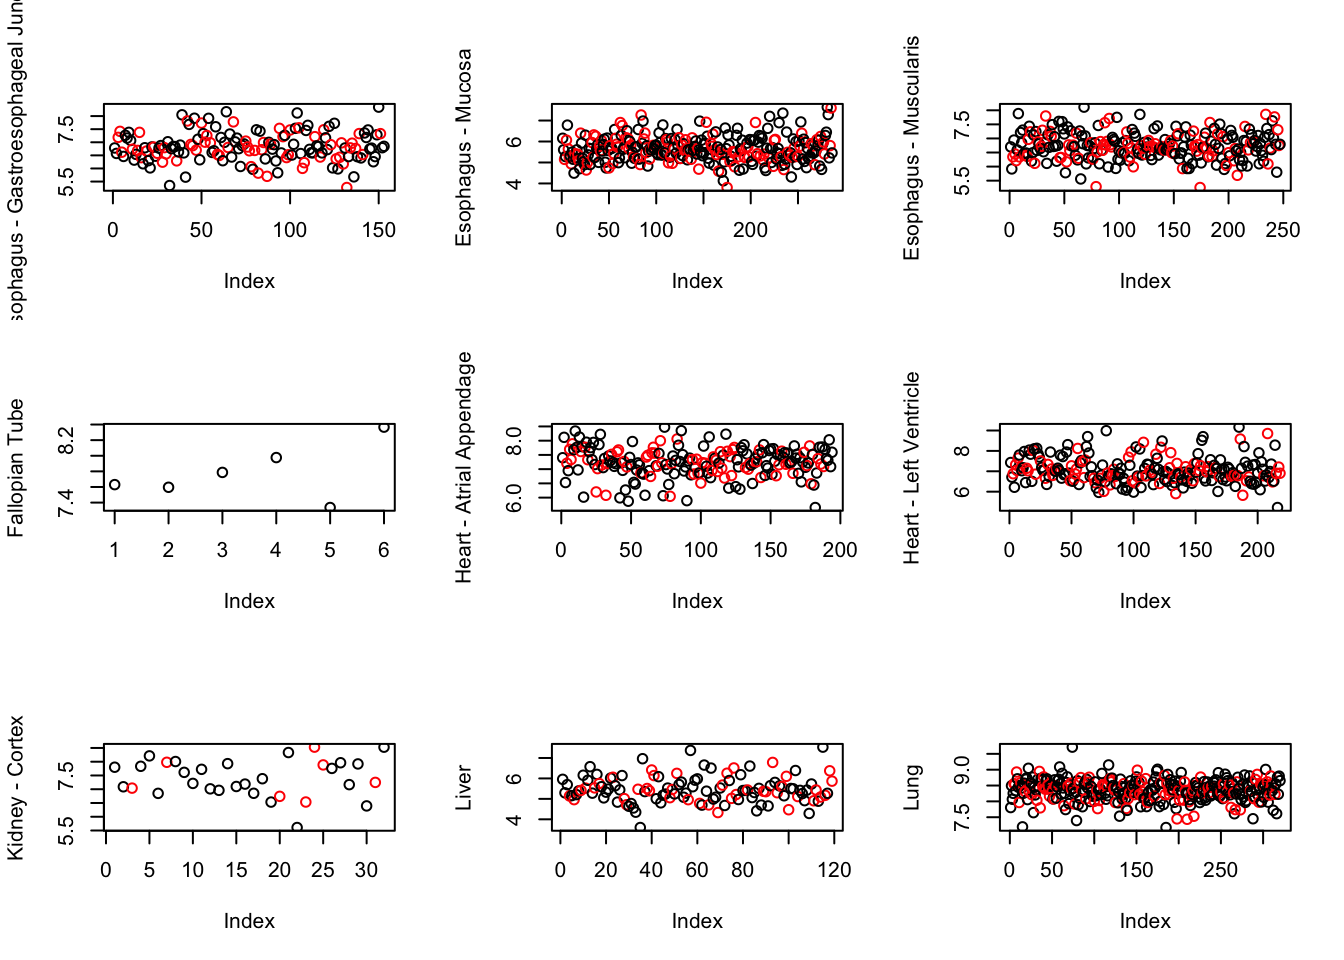 sophagus - Gastroesophageal Junc
5.5 7.5
0 50 100 150
Index
Esophagus - Mucosa
4 6
0 50 100 200
Index
Esophagus - Muscularis
5.5 7.5
0 50 100 150 200 250
Index
Fallopian Tube
7.4 8.2
1 2 3 4 5 6
Index
Heart - Atrial Appendage
6.0 8.0
0 50 100 150 200
Index
Heart - Left Ventricle
6 8
0 50 100 150 200
Index
Kidney - Cortex
5.5 7.5
0 5 10 15 20 25 30
Index
Liver
4 6
0 20 40 60 80 120
Index
Lung
7.5 9.0
0 50 150 250
Index